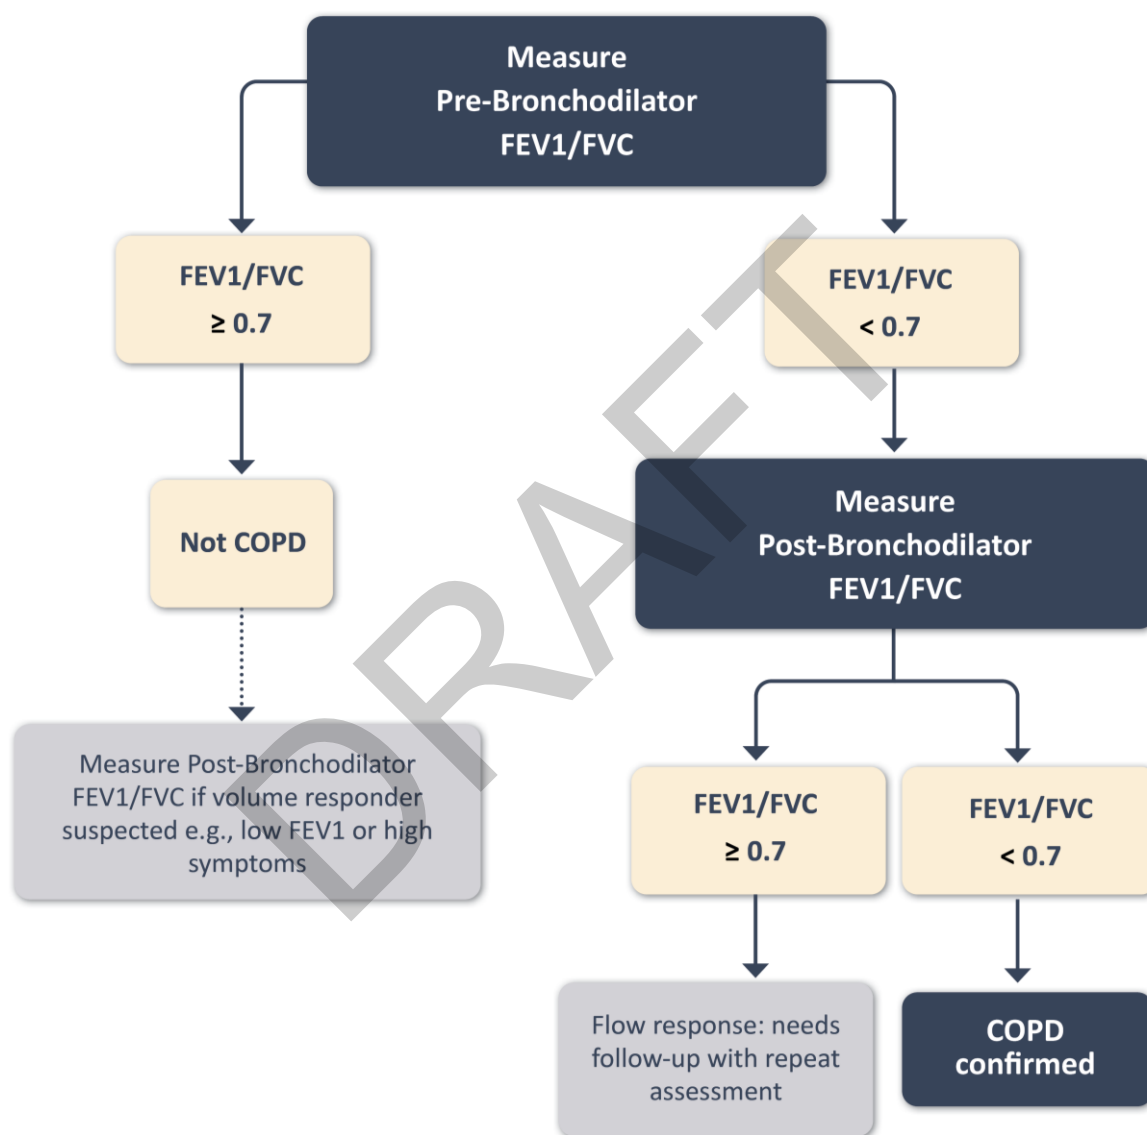 Measure
Pre-Bronchodilator
FEV1/FVC
FEV1/FVC
≥ 0.7
FEV1/FVC
< 0.7
Not COPD
Measure
Post-Bronchodilator
FEV1/FVC
Measure Post-Bronchodilator
FEV1/FVC if volume responder
suspected e.g., low FEV1 or high
symptoms
FEV1/FVC
≥ 0.7
FEV1/FVC
< 0.7
Flow response: needs
follow-up with repeat
assessment
COPD
confirmed
DRAFT